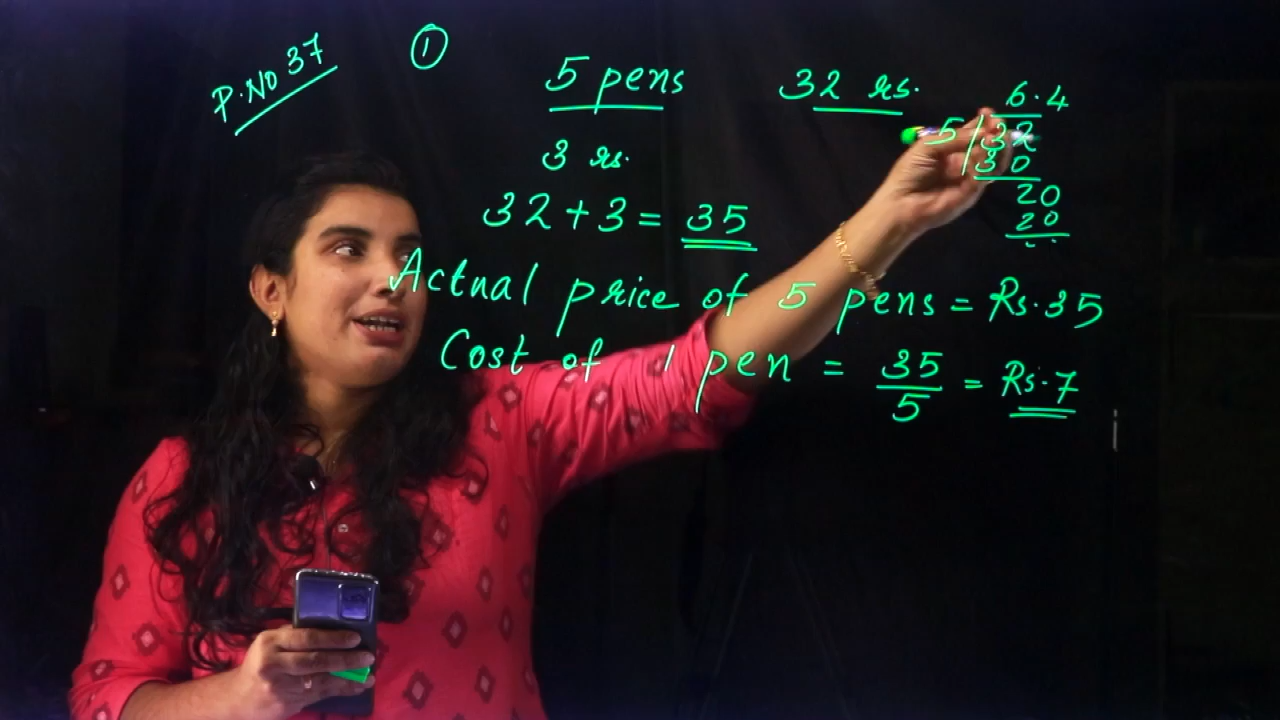 P.NO 37
①
5 pens
32 rs.
3 rs.
32 + 3 = 35
Actual price of 5 pens = Rs.35
Cost of 1 pen = 35/5 = Rs.7
6.4
5 32
30
20
20